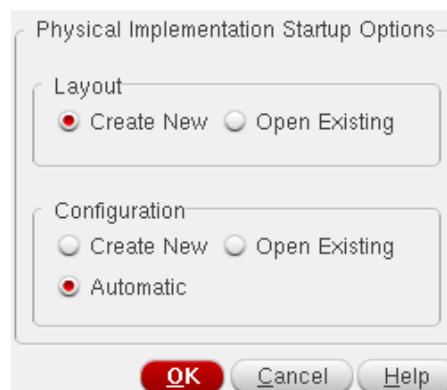 Physical Implementation Startup Options
Layout
Create New Open Existing
Configuration
Create New Open Existing
Automatic
OK Cancel Help